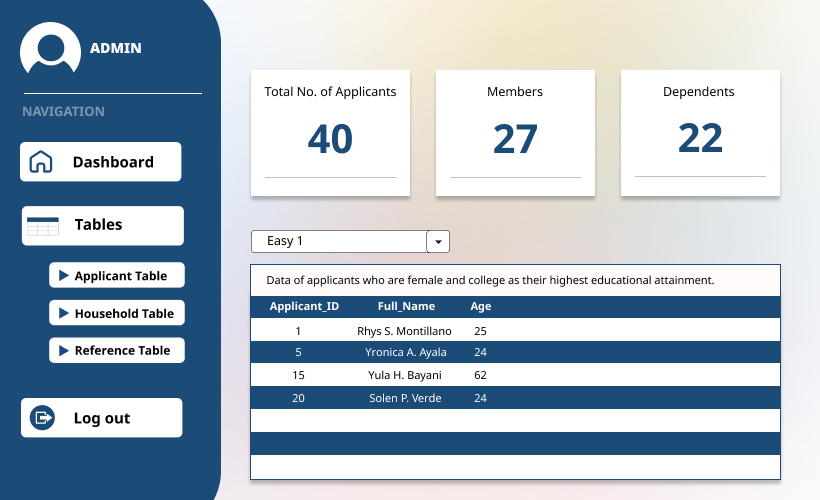 ADMIN
NAVIGATION
Dashboard
Tables
Applicant Table
Household Table
Reference Table
Log out
Total No. of Applicants
40
Members
27
Dependents
22
Easy 1
Data of applicants who are female and college as their highest educational attainment.
Applicant_ID Full_Name Age
1 Rhys S. Montillano 25
5 Yronica A. Ayala 24
15 Yula H. Bayani 62
20 Solen P. Verde 24